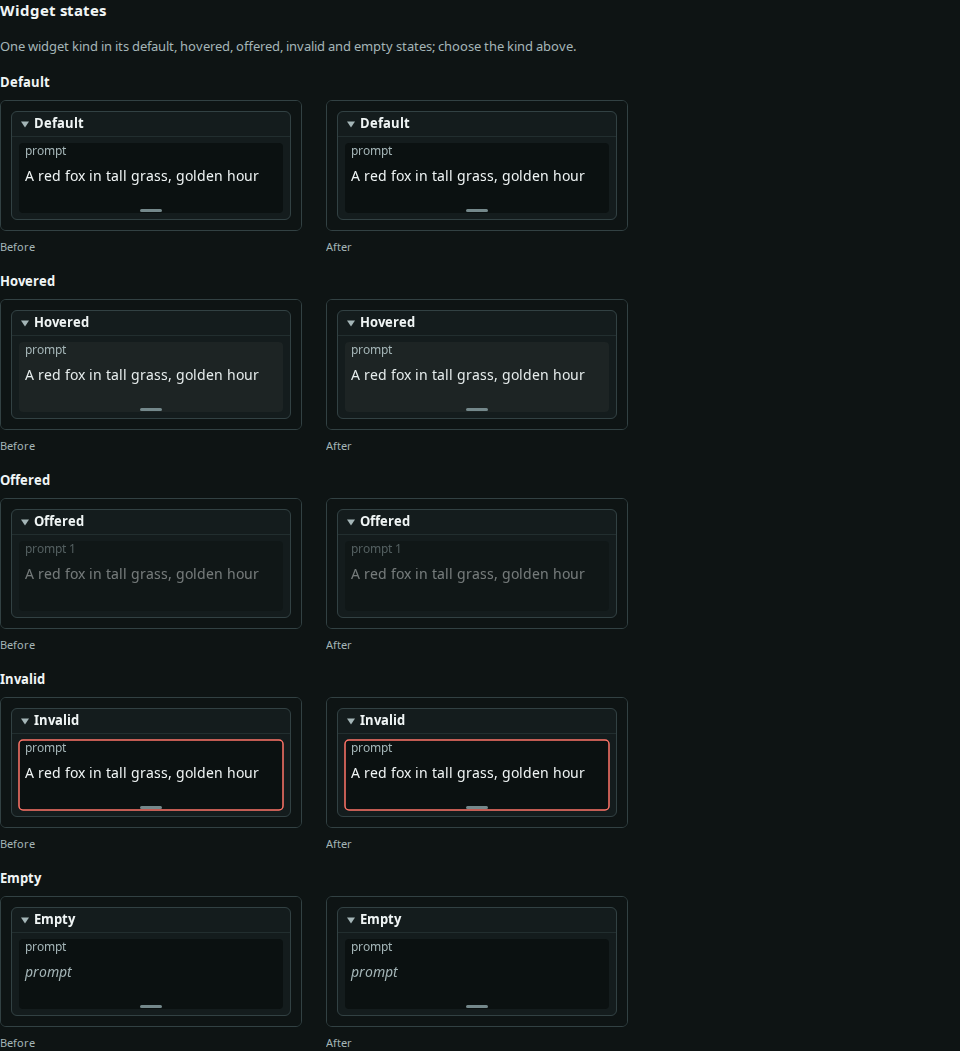 Widget states
One widget kind in its default, hovered, offered, invalid and empty states; choose the kind above.
Default
Default
prompt
A red fox in tall grass, golden hour
Before
Default
prompt
A red fox in tall grass, golden hour
After
Hovered
Hovered
prompt
A red fox in tall grass, golden hour
Before
Hovered
prompt
A red fox in tall grass, golden hour
After
Offered
Offered
prompt 1
A red fox in tall grass, golden hour
Before
Offered
prompt 1
A red fox in tall grass, golden hour
After
Invalid
Invalid
prompt
A red fox in tall grass, golden hour
Before
Invalid
prompt
A red fox in tall grass, golden hour
After
Empty
Empty
prompt
prompt
Before
Empty
prompt
prompt
After